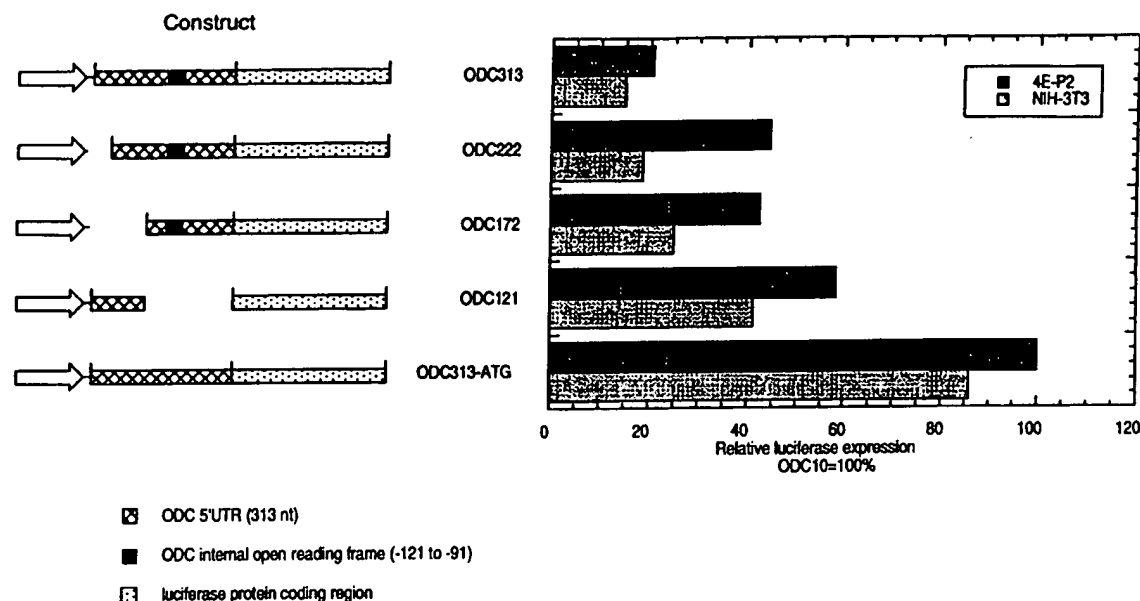 Construct
ODC313
ODC222
ODC172
ODC121
ODC313-ATG
4E-P2
NIH-3T3
0 20 40 60 80 100 120
Relative luciferase expression
ODC10=100%
ODC 5'UTR (313 nt)
ODC internal open reading frame (-121 to -91)
luciferase protein coding region